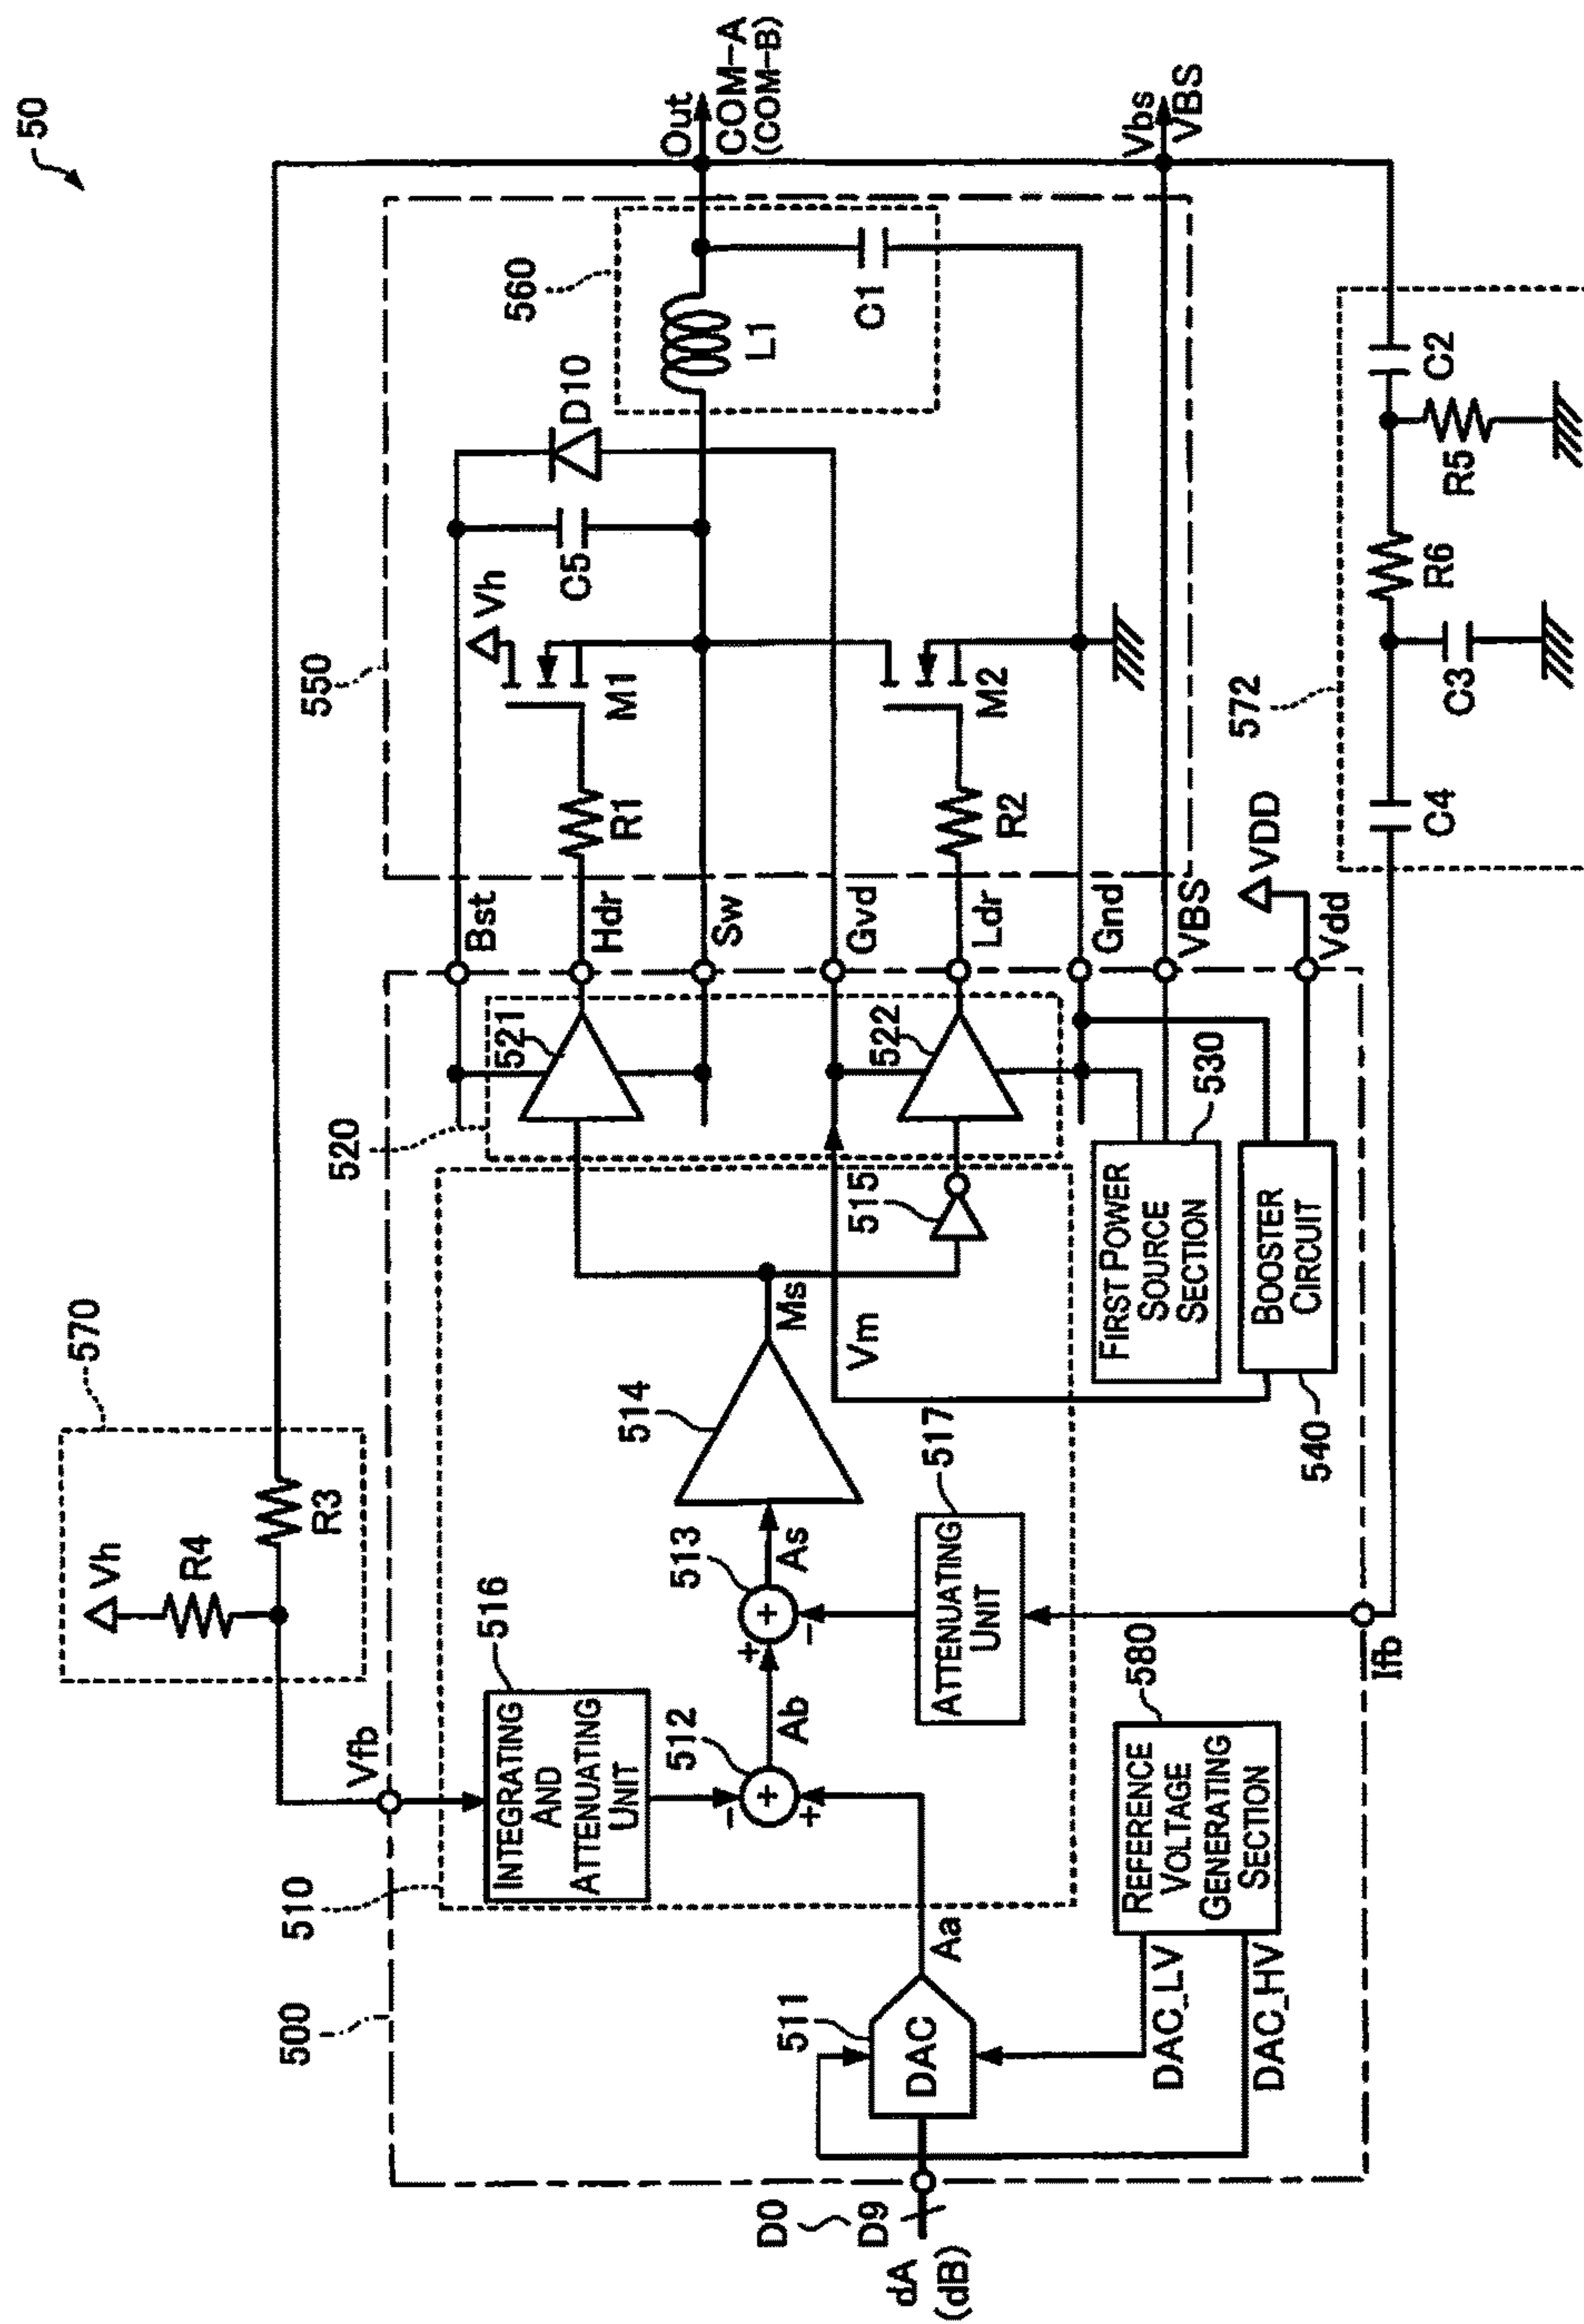 50
570
Vh
R4
R3
Vfb
510
500
516
INTEGRATING
AND
ATTENUATING
UNIT
512
Ab
513
As
514
Ms
515
Vm
517
ATTENUATING
UNIT
520
521
522
Bst
Hdr
Sw
Gvd
Ldr
Gnd
VBS
Vdd
VDD
550
Vh
M1
R1
C5
D10
560
L1
C1
M2
R2
Out
COM-A
(COM-B)
Vbs
VBS
530
FIRST POWER
SOURCE
SECTION
BOOSTER
CIRCUIT
540
572
C2
R5
R6
C3
C4
Ifb
580
REFERENCE
VOLTAGE
GENERATING
SECTION
DAC_LV
DAC_HV
Aa
511
DAC
D0
D9
dA
(dB)